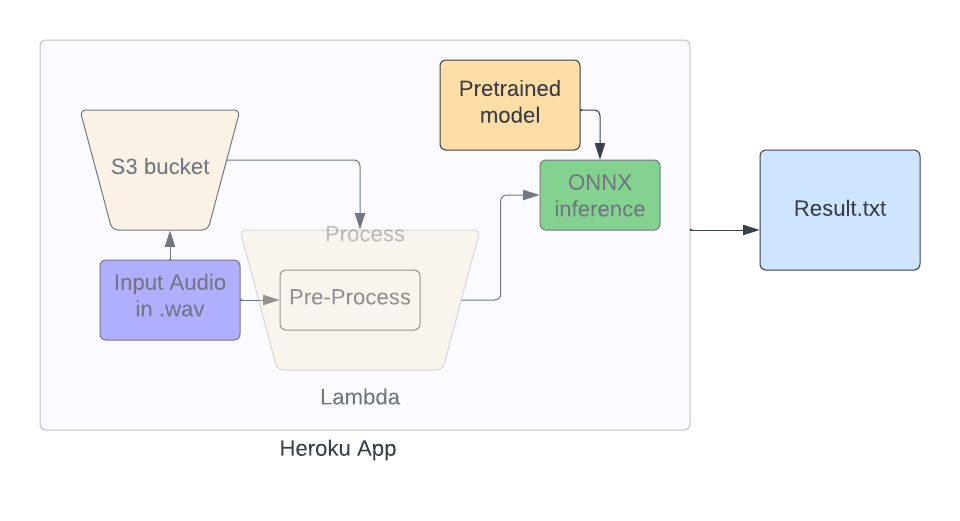 Pretrained
model
S3 bucket
ONNX
inference
Result.txt
Process
Input Audio
in .wav
Pre-Process
Lambda
Heroku App